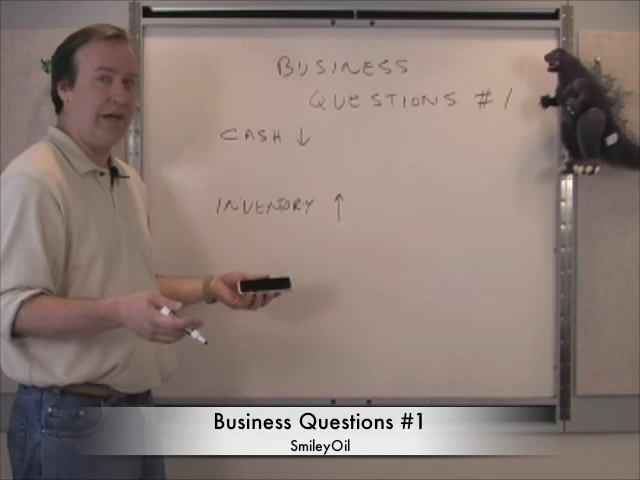 BUSINESS
QUESTIONS #1
CASH ↓
INVENTORY ↑
Business Questions #1
SmileyOil